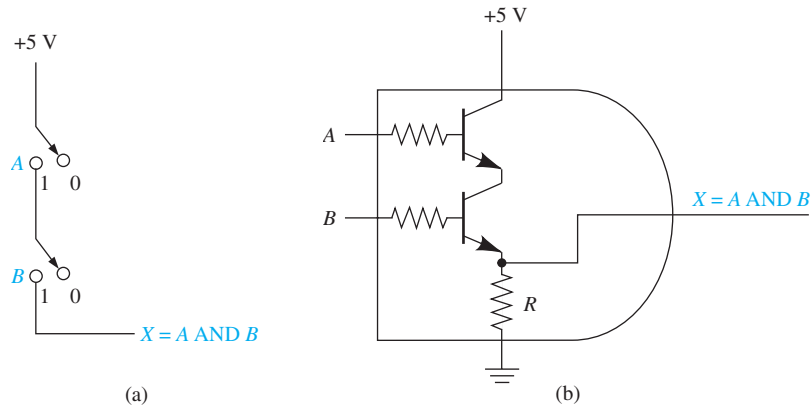 +5 V
A
1 0
B
1 0
X = A AND B
(a)
+5 V
A
B
X = A AND B
R
(b)